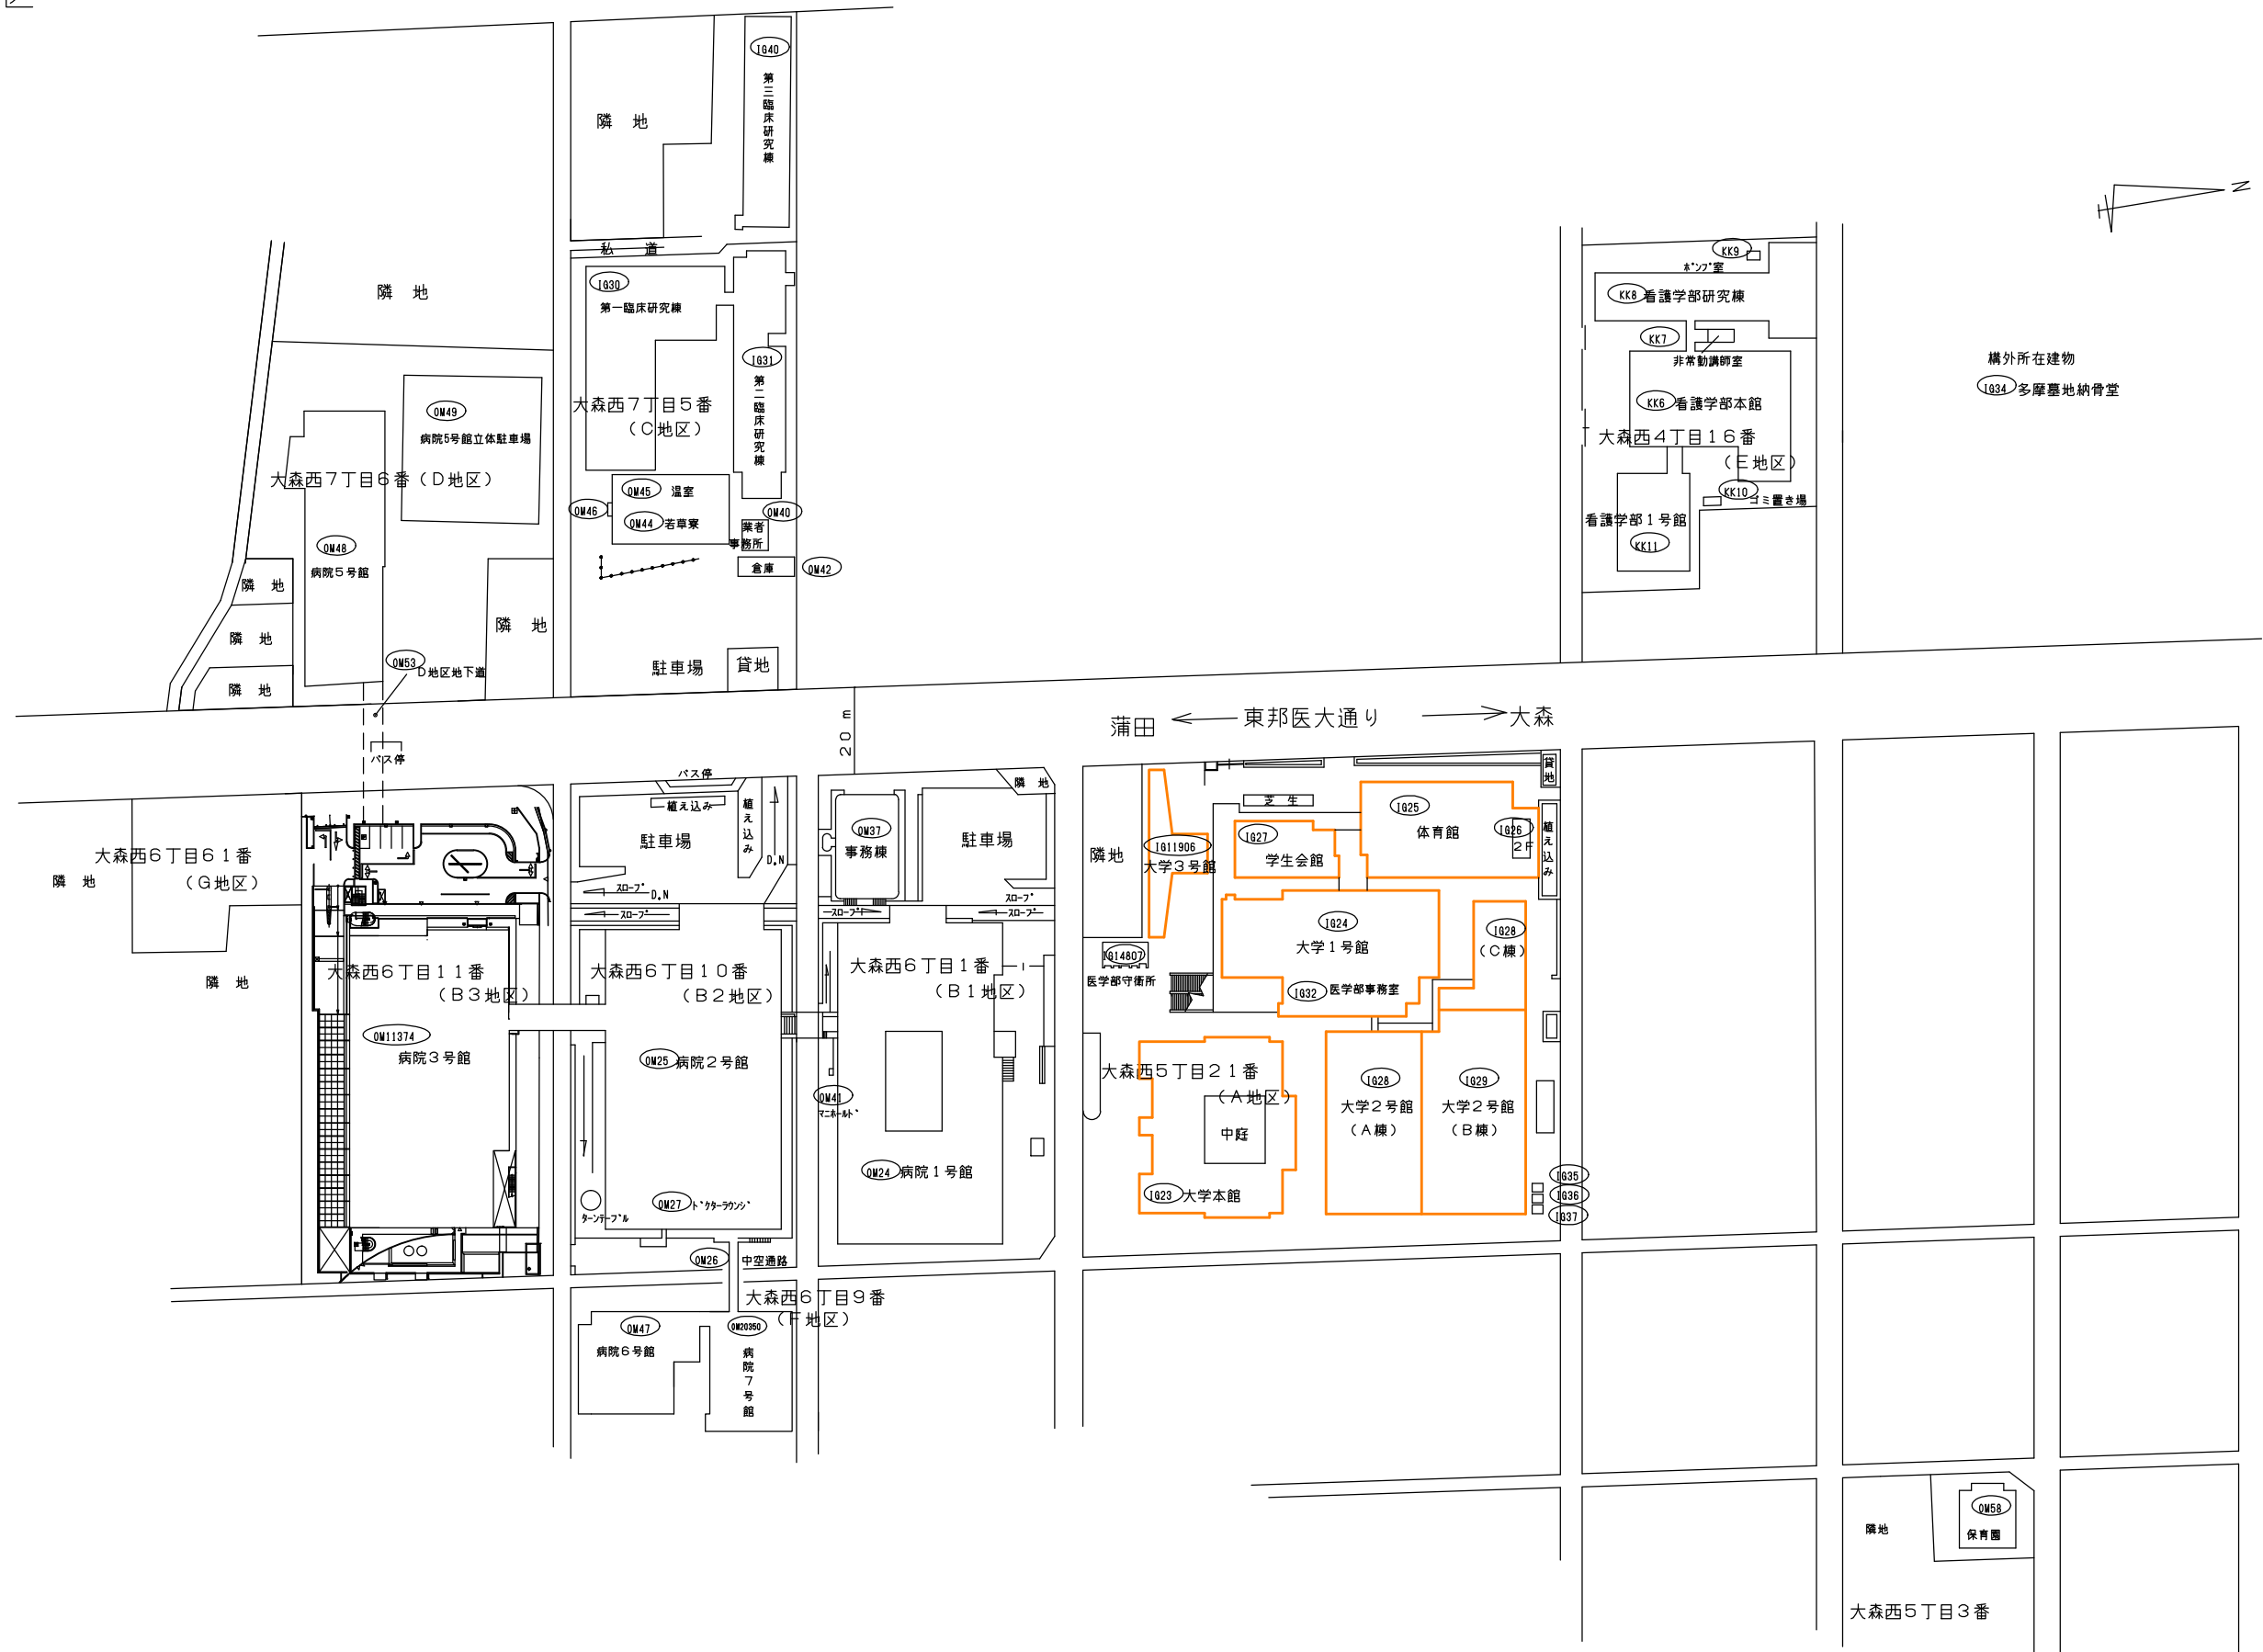 IG40
第三臨床研究棟
隣　地
私　道
IG30
第一臨床研究棟
IG31
第二臨床研究棟
大森西７丁目５番
（Ｃ地区）
OM45 温室
OM46
OM44 若草寮
OM40
業者
事務所
倉庫
OM42
駐車場
貸地
隣　地
OM49
病院5号館立体駐車場
大森西７丁目６番（Ｄ地区）
OM48
病院５号館
隣　地
隣　地
隣　地
隣　地
OM53
Ｄ地区地下道
バス停
KK9
ﾎﾟﾝﾌﾟ室
KK8 看護学部研究棟
KK7
非常勤講師室
KK6 看護学部本館
大森西４丁目１６番
（Ｅ地区）
KK10
ゴミ置き場
看護学部１号館
KK11
N
構外所在建物
IG34 多摩墓地納骨堂
２０ｍ
蒲田
東邦医大通り
大森
大森西６丁目６１番
（Ｇ地区）
隣　地
隣　地
大森西６丁目１１番
（Ｂ３地区）
OM11374
病院３号館
バス停
植え込み
植え込み
駐車場
D.N
ｽﾛｰﾌﾟ
D.N
ｽﾛｰﾌﾟ
大森西６丁目１０番
（Ｂ２地区）
OM25 病院２号館
OM27 ﾄﾞｸﾀｰﾗｳﾝｼﾞ
ﾀｰﾝﾃｰﾌﾞﾙ
OM26
中空通路
大森西６丁目９番
（Ｆ地区）
OM47
病院６号館
OM20350
病院７号館
OM37
事務棟
隣　地
駐車場
ｽﾛｰﾌﾟ
ｽﾛｰﾌﾟ
ｽﾛｰﾌﾟ
大森西６丁目１番
（Ｂ１地区）
OM41
ﾏﾆﾎｰﾙﾄﾞ
OM24 病院１号館
隣地
IG11906
大学３号館
芝　生
IG27
学生会館
IG25
体育館
IG26
２Ｆ
貸地
植え込み
IG14807
医学部守衛所
IG24
大学１号館
IG28
（Ｃ棟）
IG32 医学部事務室
大森西５丁目２１番
（Ａ地区）
中庭
IG23 大学本館
IG28
大学２号館
（Ａ棟）
IG29
大学２号館
（Ｂ棟）
IG35
IG36
IG37
OM58
保育園
隣地
大森西５丁目３番